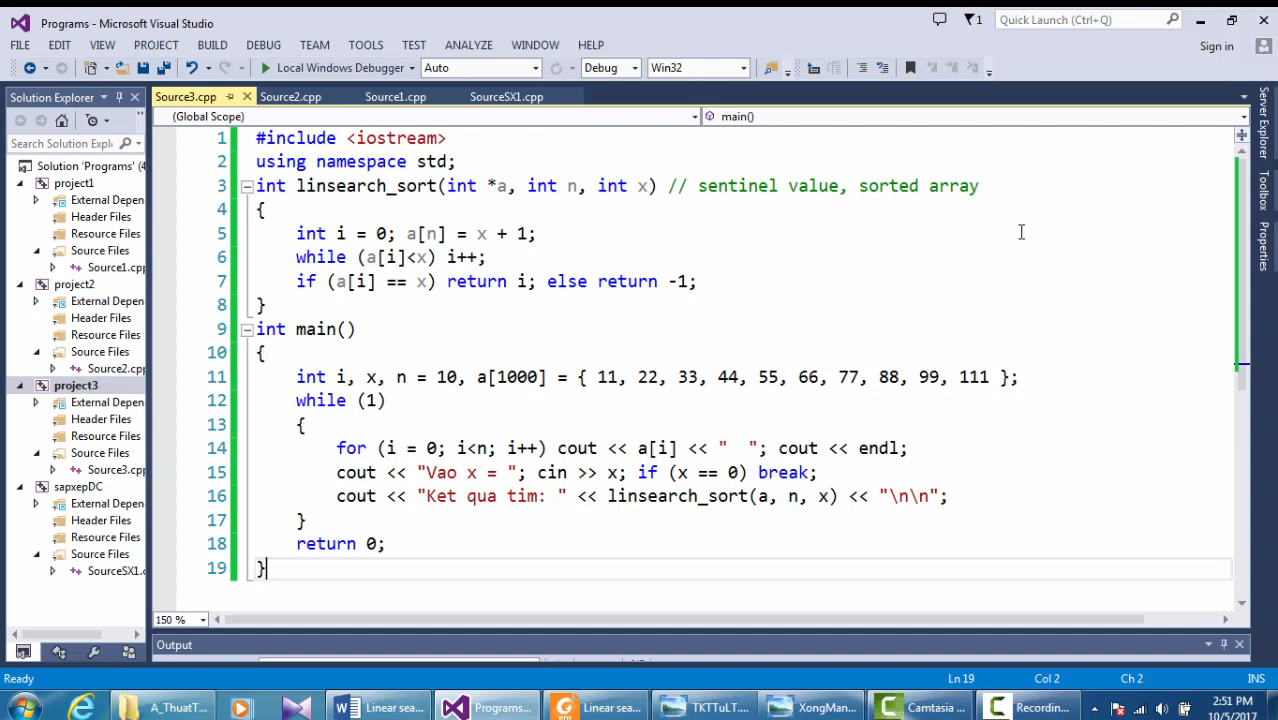 Programs - Microsoft Visual Studio
1
Quick Launch (Ctrl+Q)
FILE EDIT VIEW PROJECT BUILD DEBUG TEAM TOOLS TEST ANALYZE WINDOW HELP
Sign in
Local Windows Debugger Auto Debug Win32
Solution Explorer
Search Solution Expl
Solution 'Programs' (4
project1
External Depen
Header Files
Resource Files
Source Files
Source1.cpp
project2
External Depen
Header Files
Resource Files
Source Files
Source2.cpp
project3
External Depen
Header Files
Resource Files
Source Files
Source3.cpp
sapxepDC
External Depen
Header Files
Resource Files
Source Files
SourceSX1.c
Source3.cpp Source2.cpp Source1.cpp SourceSX1.cpp
(Global Scope) main()
1 #include <iostream>
2 using namespace std;
3 int linsearch_sort(int *a, int n, int x) // sentinel value, sorted array
4 {
5 int i = 0; a[n] = x + 1;
6 while (a[i]<x) i++;
7 if (a[i] == x) return i; else return -1;
8 }
9 int main()
10 {
11 int i, x, n = 10, a[1000] = { 11, 22, 33, 44, 55, 66, 77, 88, 99, 111 };
12 while (1)
13 {
14 for (i = 0; i<n; i++) cout << a[i] << "  "; cout << endl;
15 cout << "Vao x = "; cin >> x; if (x == 0) break;
16 cout << "Ket qua tim: " << linsearch_sort(a, n, x) << "\n\n";
17 }
18 return 0;
19 }
150 %
Output
Server Explorer
Toolbox
Properties
Ready Ln 19 Col 2 Ch 2 INS
A_ThuatT... Linear sea... Programs... Linear sea... TKTTuLT... XongMan... Camtasia ... Recordin...
2:51 PM
10/5/2017